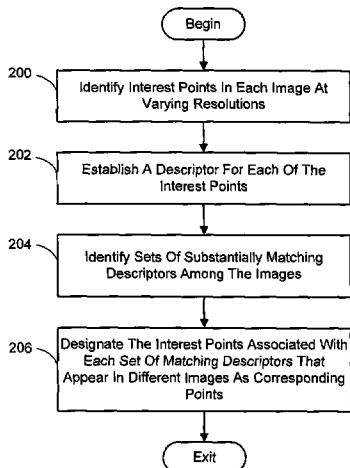 Begin
200
Identify Interest Points In Each Image At
Varying Resolutions
202
Establish A Descriptor For Each Of The
Interest Points
204
Identify Sets Of Substantially Matching
Descriptors Among The Images
206
Designate The Interest Points Associated With
Each Set Of Matching Descriptors That
Appear In Different Images As Corresponding
Points
Exit